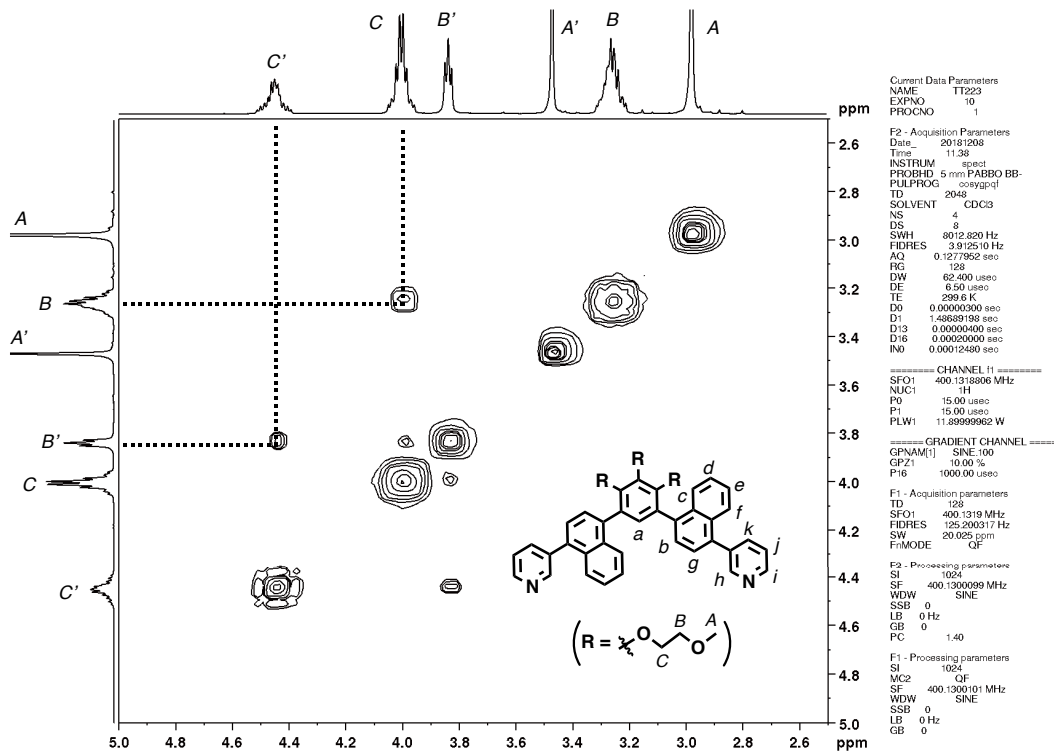 C'
C
B'
A'
B
A
ppm
2.6
2.8
3.0
3.2
3.4
3.6
3.8
4.0
4.2
4.4
4.6
4.8
5.0
ppm
A
B
A'
B'
C
C'
5.0 4.8 4.6 4.4 4.2 4.0 3.8 3.6 3.4 3.2 3.0 2.8 2.6
R
R R
d
c e
f
a b k
g j
h i
N N
(R = O B A
C O )
Current Data Parameters
NAME TT223
EXPNO 10
PROCNO 1
F2 - Acquisition Parameters
Date_ 20181208
Time 11.38
INSTRUM spect
PROBHD 5 mm PABBO BB-
PULPROG cosygpqf
TD 2048
SOLVENT CDCl3
NS 4
DS 8
SWH 8012.820 Hz
FIDRES 3.912510 Hz
AQ 0.1277952 sec
RG 128
DW 62.400 usec
DE 6.50 usec
TE 299.6 K
D0 0.00000300 sec
D1 1.48689198 sec
D13 0.00000400 sec
D16 0.00020000 sec
IN0 0.00012480 sec
======== CHANNEL f1 ========
SFO1 400.1318806 MHz
NUC1 1H
P0 15.00 usec
P1 15.00 usec
PLW1 11.89999962 W
====== GRADIENT CHANNEL =====
GPNAM[1] SINE.100
GPZ1 10.00 %
P16 1000.00 usec
F1 - Acquisition parameters
TD 128
SFO1 400.1319 MHz
FIDRES 125.200317 Hz
SW 20.025 ppm
FnMODE QF
F2 - Processing parameters
SI 1024
SF 400.1300099 MHz
WDW SINE
SSB 0
LB 0 Hz
GB 0
PC 1.40
F1 - Processing parameters
SI 1024
MC2 QF
SF 400.1300101 MHz
WDW SINE
SSB 0
LB 0 Hz
GB 0